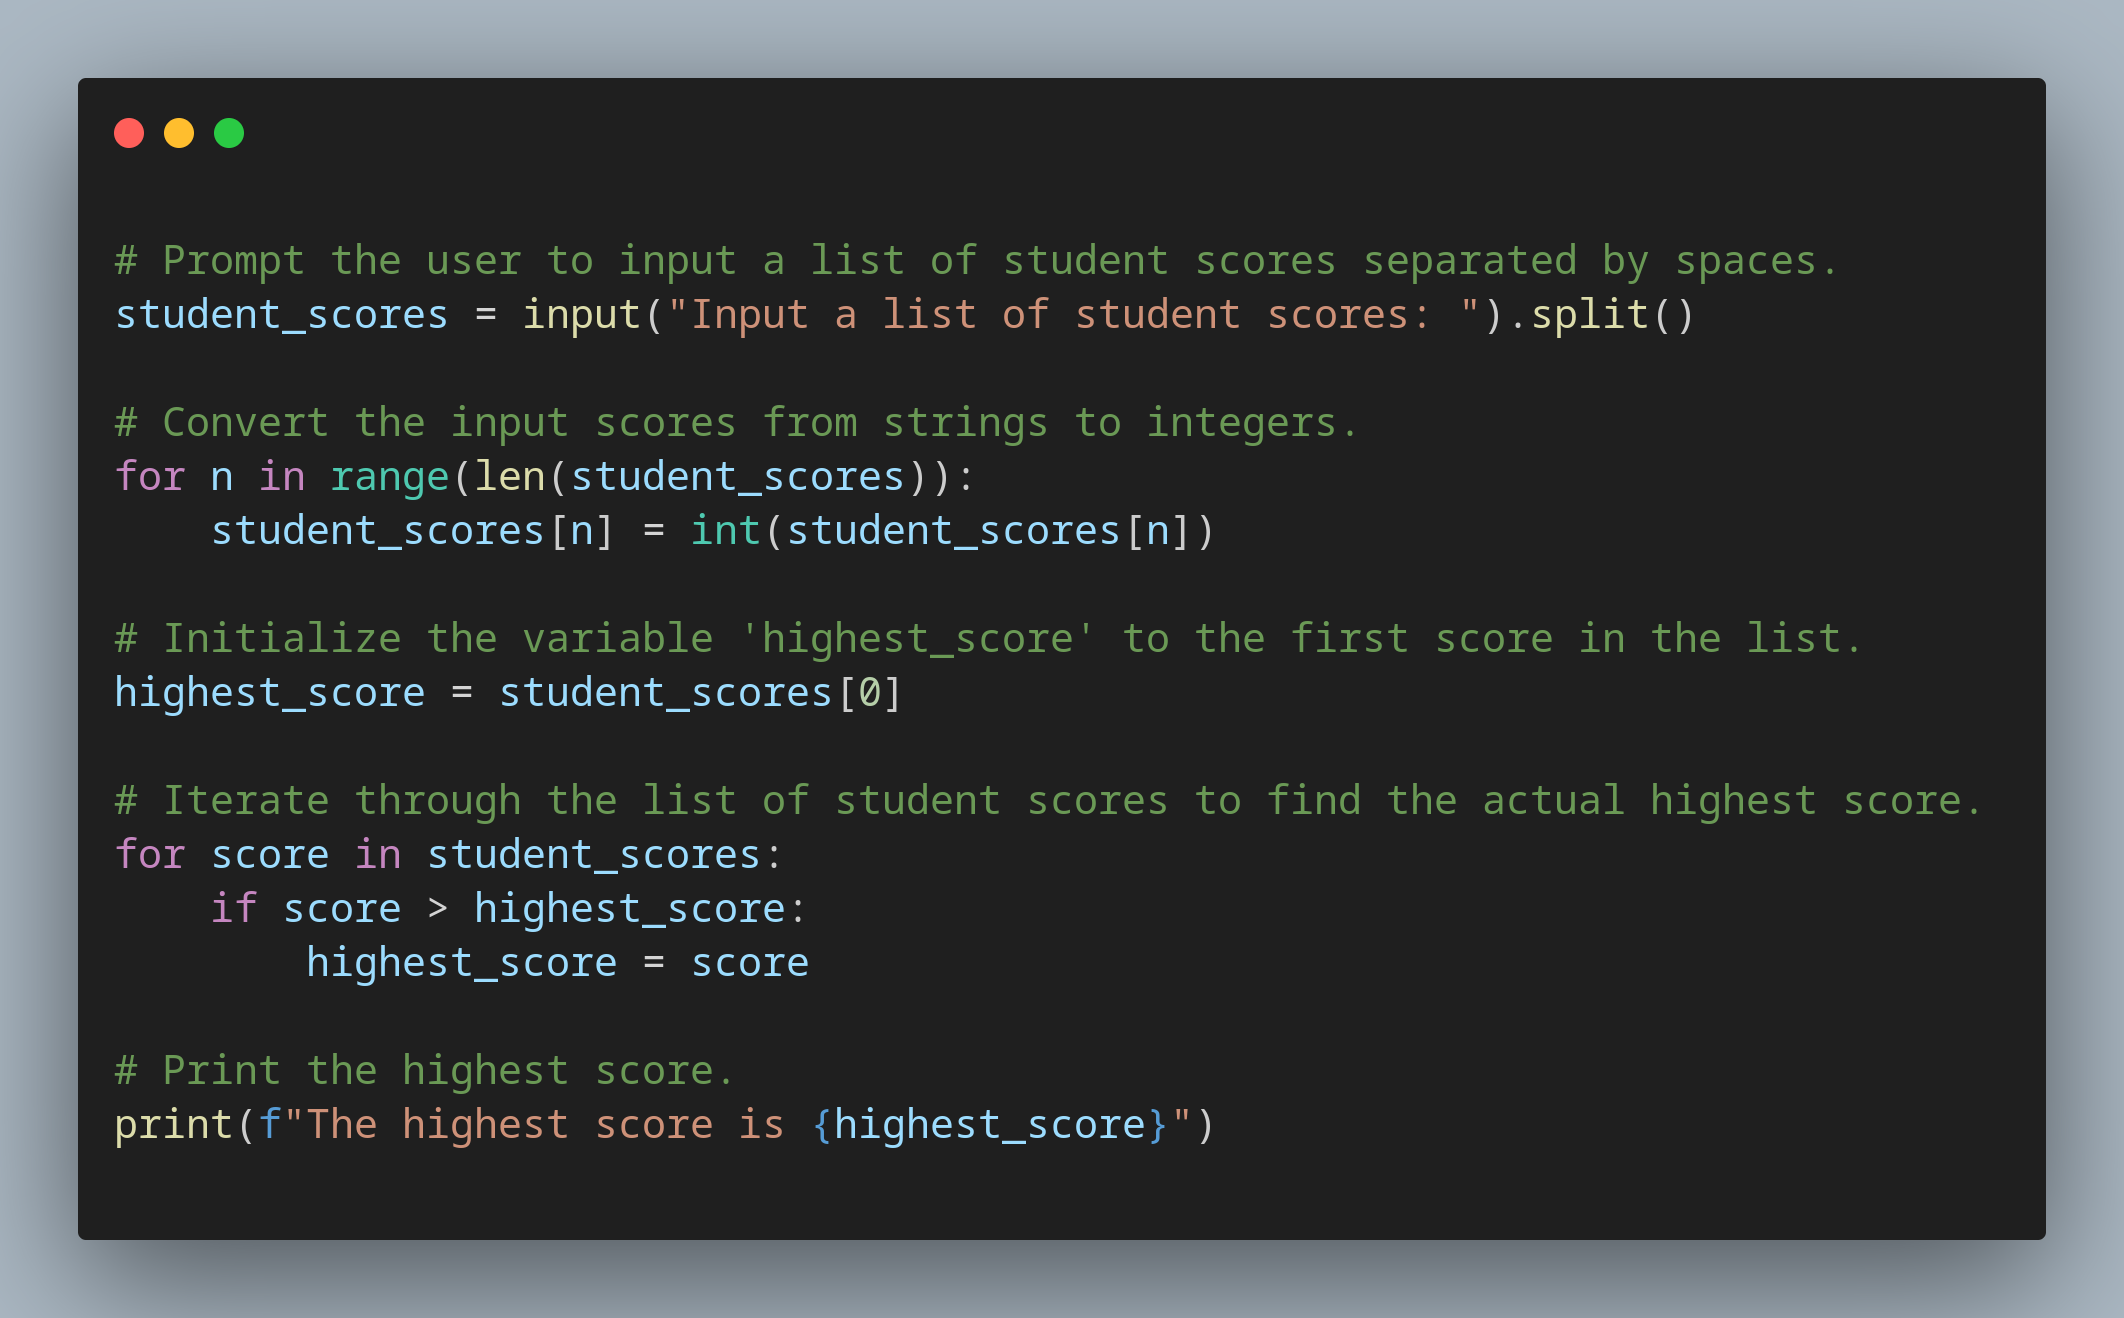 # Prompt the user to input a list of student scores separated by spaces.
student_scores = input("Input a list of student scores: ").split()

# Convert the input scores from strings to integers.
for n in range(len(student_scores)):
    student_scores[n] = int(student_scores[n])

# Initialize the variable 'highest_score' to the first score in the list.
highest_score = student_scores[0]

# Iterate through the list of student scores to find the actual highest score.
for score in student_scores:
    if score > highest_score:
        highest_score = score

# Print the highest score.
print(f"The highest score is {highest_score}")